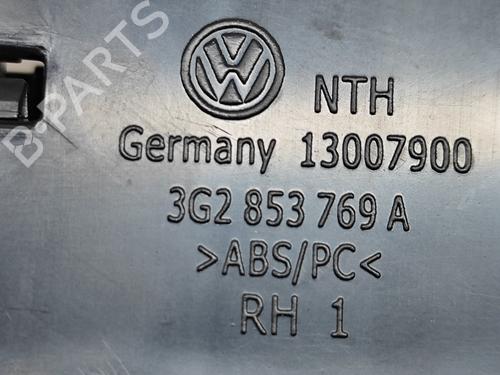 NTH
Germany 13007900
3G2 853 769 A
>ABS/PC<
RH 1
B-PARTS